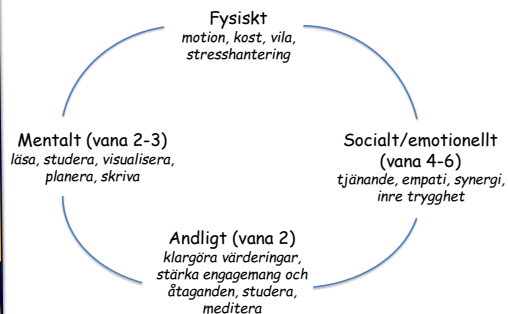 Fysiskt
motion, kost, vila,
stresshantering
Mentalt (vana 2-3)
läsa, studera, visualisera,
planera, skriva
Socialt/emotionellt
(vana 4-6)
tjänande, empati, synergi,
inre trygghet
Andligt (vana 2)
klargöra värderingar,
stärka engagemang och
åtaganden, studera,
meditera